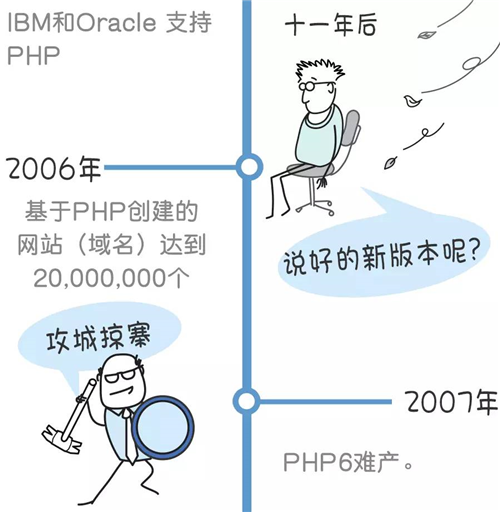 IBM和Oracle 支持
PHP
十一年后
2006年
基于PHP创建的
网站（域名）达到
20,000,000个
说好的新版本呢?
攻城掠寨
2007年
PHP6难产。